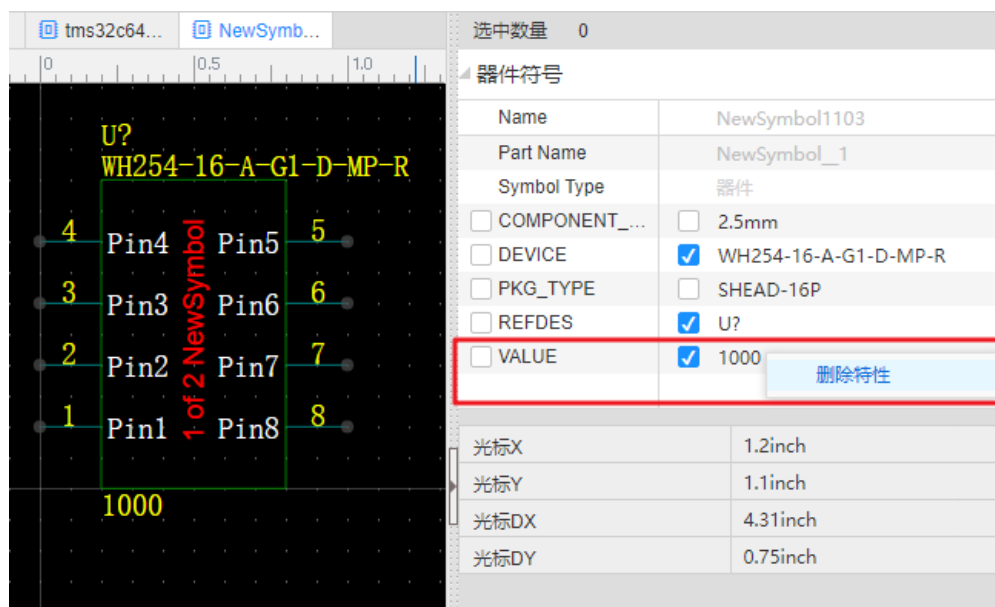 tms32c64...
NewSymb...
0
0.5
1.0
U?
WH254-16-A-G1-D-MP-R
4 Pin4 Pin5 5
3 Pin3 Pin6 6
2 Pin2 Pin7 7
1 Pin1 Pin8 8
1 of 2 NewSymbol
1000
选中数量 0
器件符号
Name NewSymbol1103
Part Name NewSymbol__1
Symbol Type 器件
COMPONENT_... 2.5mm
DEVICE WH254-16-A-G1-D-MP-R
PKG_TYPE SHEAD-16P
REFDES U?
VALUE 1000
删除特性
光标X 1.2inch
光标Y 1.1inch
光标DX 4.31inch
光标DY 0.75inch